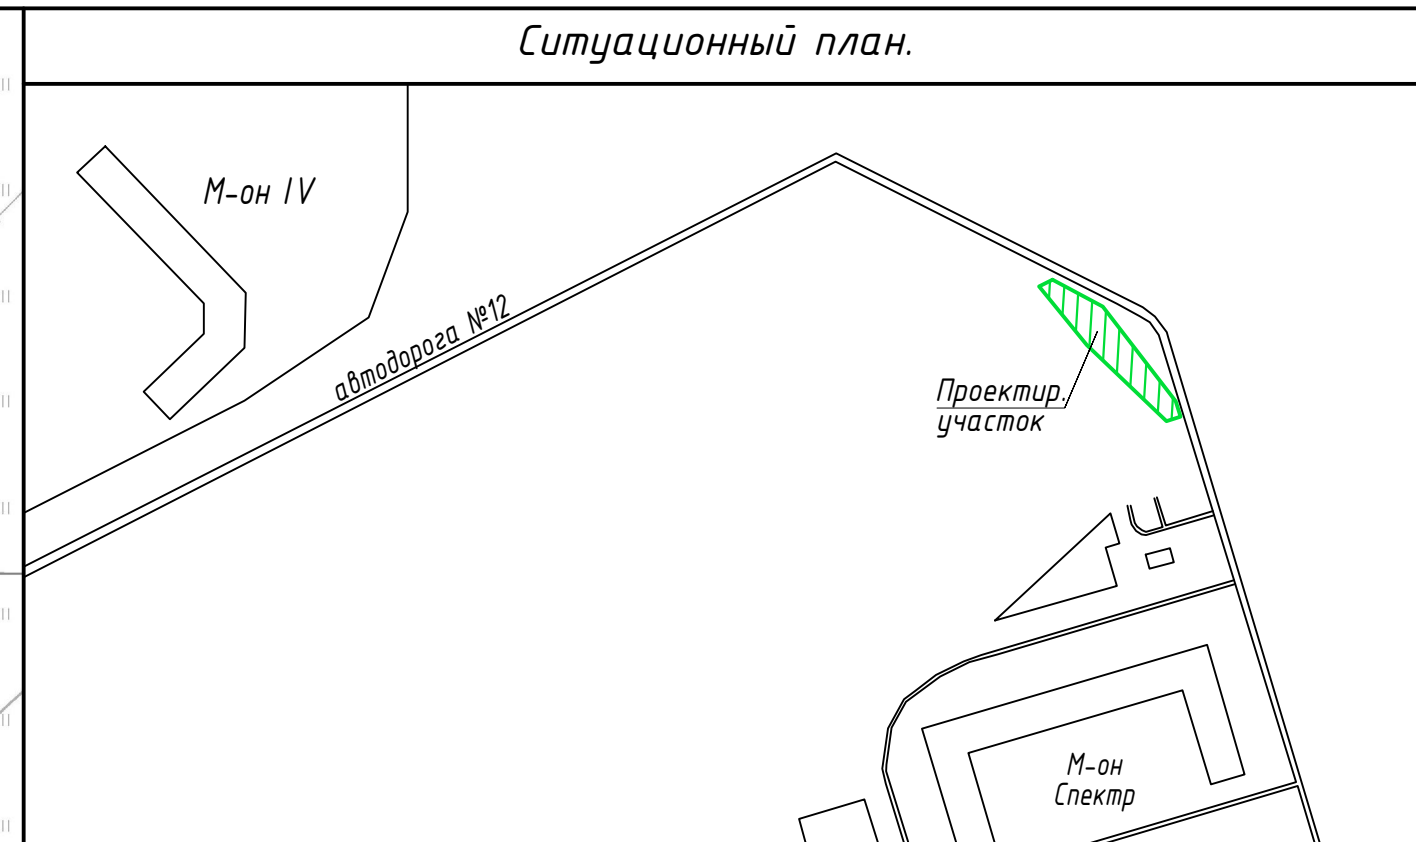 Ситуационный план.
М-он IV
автодорога №12
Проектир.
участок
М-он
Спектр